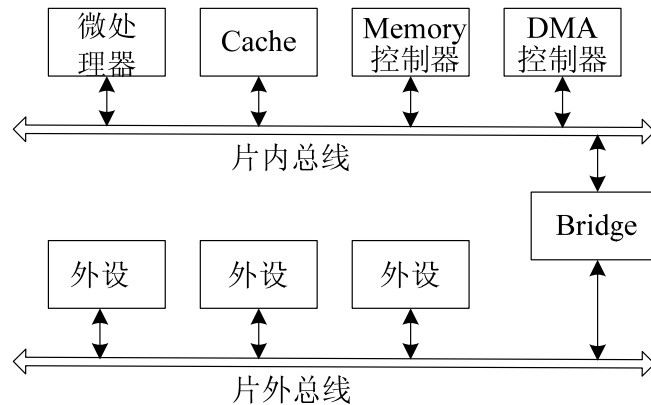 微处
理器
Cache
Memory
控制器
DMA
控制器
片内总线
Bridge
外设
外设
外设
片外总线